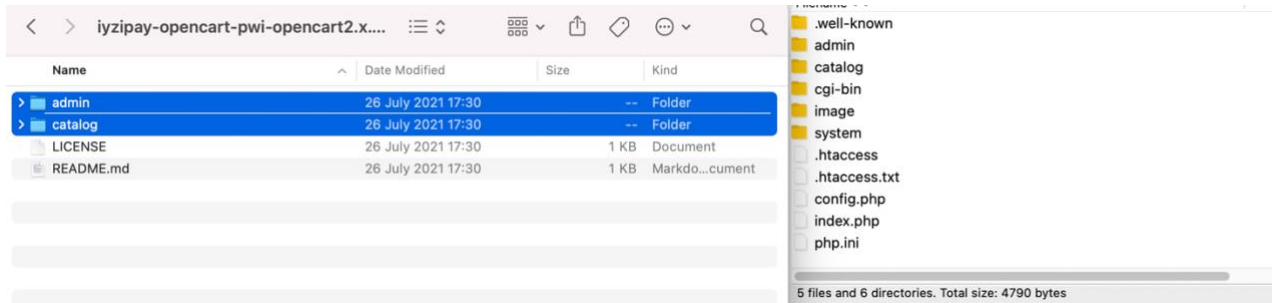 iyzipay-opencart-pwi-opencart2.x....
Name Date Modified Size Kind
admin 26 July 2021 17:30 -- Folder
catalog 26 July 2021 17:30 -- Folder
LICENSE 26 July 2021 17:30 1 KB Document
README.md 26 July 2021 17:30 1 KB Markdo...cument
Filename
.well-known
admin
catalog
cgi-bin
image
system
.htaccess
.htaccess.txt
config.php
index.php
php.ini
5 files and 6 directories. Total size: 4790 bytes